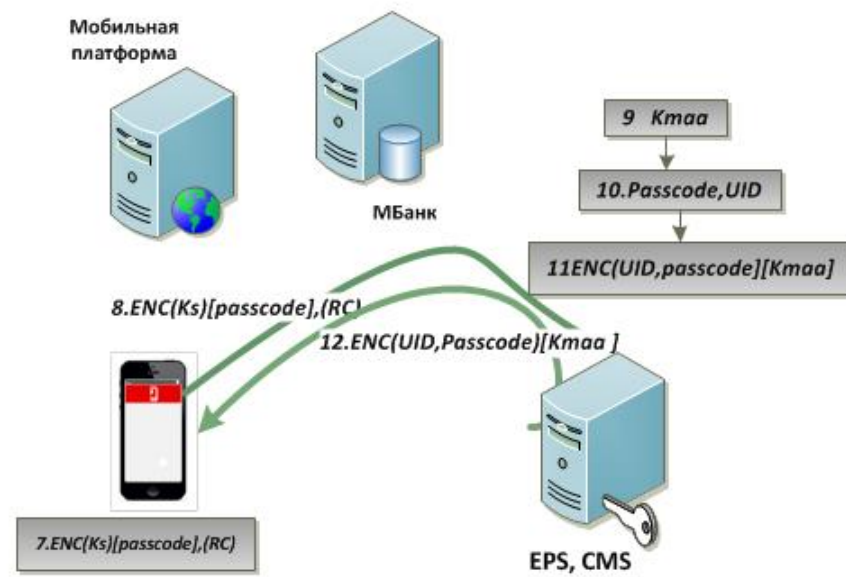 Мобильная
платформа
МБанк
9 Kmaa
10.Passcode,UID
11ENC(UID,passcode][Kmaa]
8.ENC(Ks)[passcode],(RC)
12.ENC(UID,Passcode)[Kmaa ]
7.ENC(Ks)[passcode],(RC)
EPS, CMS